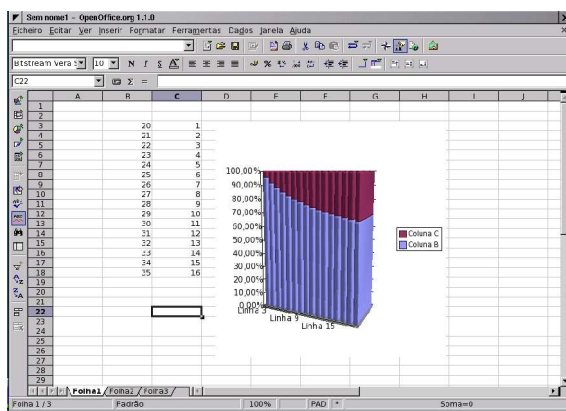 Sem nome1 - OpenOffice.org 1.1.0
Ficheiro Editar Ver Inserir Formatar Ferramertas Dados Janela Ajuda
Bitstream Vera S 10 N I S A
C22 Σ =
A B C D E F G H I J
1
2
3 20 1
4 21 2
5 22 3
6 23 4
7 24 5
8 25 6
9 26 7
10 27 8
11 28 9
12 29 10
13 30 11
14 31 12
15 32 13
16 33 14
17 34 15
18 35 16
19
20
21
22
23
24
25
26
27
28
29
100,00%
90,00%
80,00%
70,00%
60,00%
50,00%
40,00%
30,00%
20,00%
10,00%
0,00%
Linha 3
Linha 9
Linha 15
Coluna C
Coluna B
Folha1 Folha2 Folha3
Folha 1 / 3 Padrão 100% PAD * Soma=0